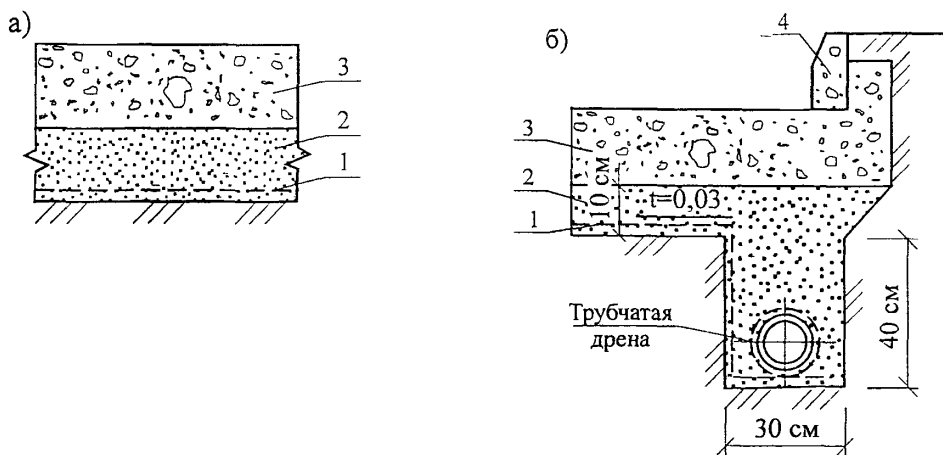 а)
3
2
1
б)
4
3
2
1
10 см
t=0,03
Трубчатая
дрена
40 см
30 см